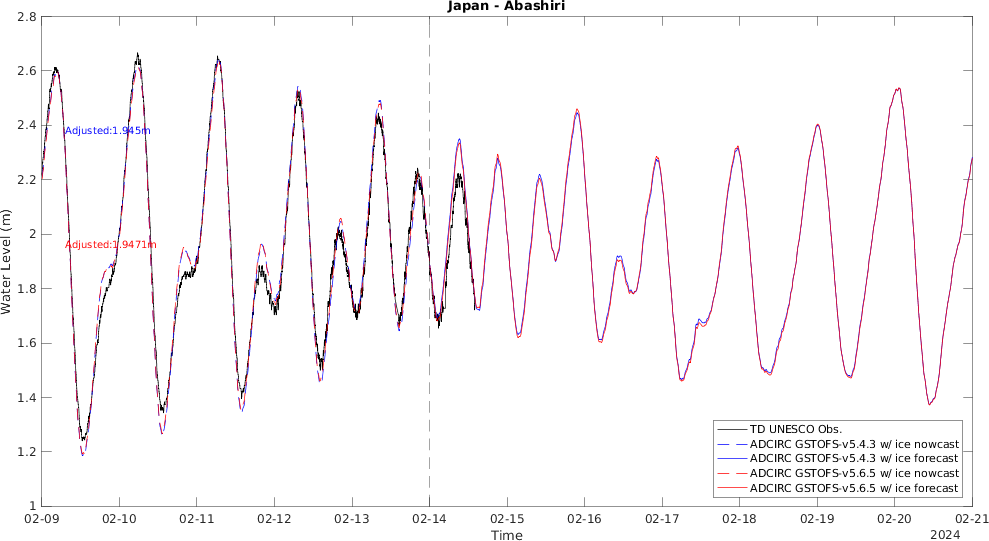 Japan - Abashiri
2.8
2.6
2.4
2.2
2
1.8
1.6
1.4
1.2
1
Water Level (m)
Adjusted:1.945m
Adjusted:1.9471m
TD UNESCO Obs.
ADCIRC GSTOFS-v5.4.3 w/ ice nowcast
ADCIRC GSTOFS-v5.4.3 w/ ice forecast
ADCIRC GSTOFS-v5.6.5 w/ ice nowcast
ADCIRC GSTOFS-v5.6.5 w/ ice forecast
02-09 02-10 02-11 02-12 02-13 02-14 02-15 02-16 02-17 02-18 02-19 02-20 02-21
Time
2024